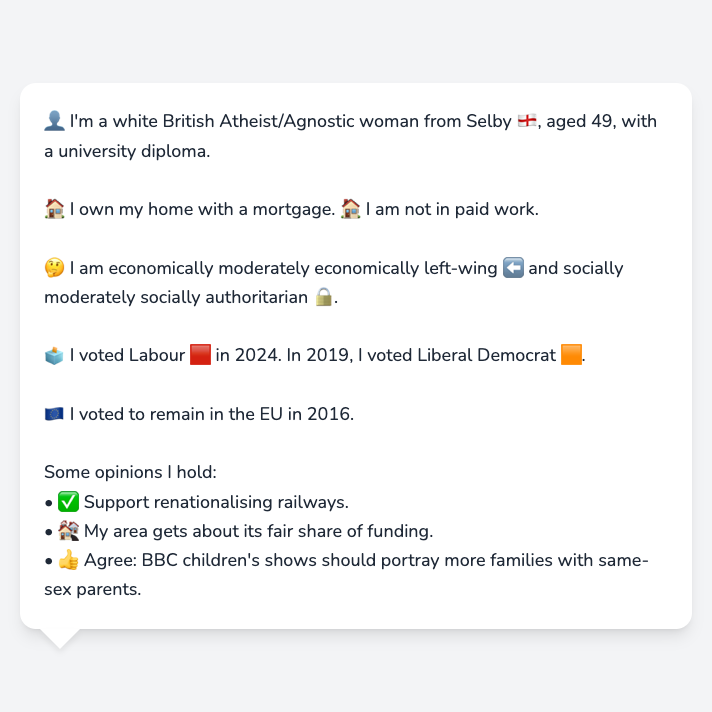 👤 I'm a white British Atheist/Agnostic woman from Selby 🏴󠁧󠁢󠁥󠁮󠁧󠁿, aged 49, with
a university diploma.
🏠 I own my home with a mortgage. 🏠 I am not in paid work.
🤔 I am economically moderately economically left-wing ⬅️ and socially
moderately socially authoritarian 🔒.
🗳️ I voted Labour 🟥 in 2024. In 2019, I voted Liberal Democrat 🟧.
🇪🇺 I voted to remain in the EU in 2016.
Some opinions I hold:
• ✅ Support renationalising railways.
• 🏘️ My area gets about its fair share of funding.
• 👍 Agree: BBC children's shows should portray more families with same-
sex parents.